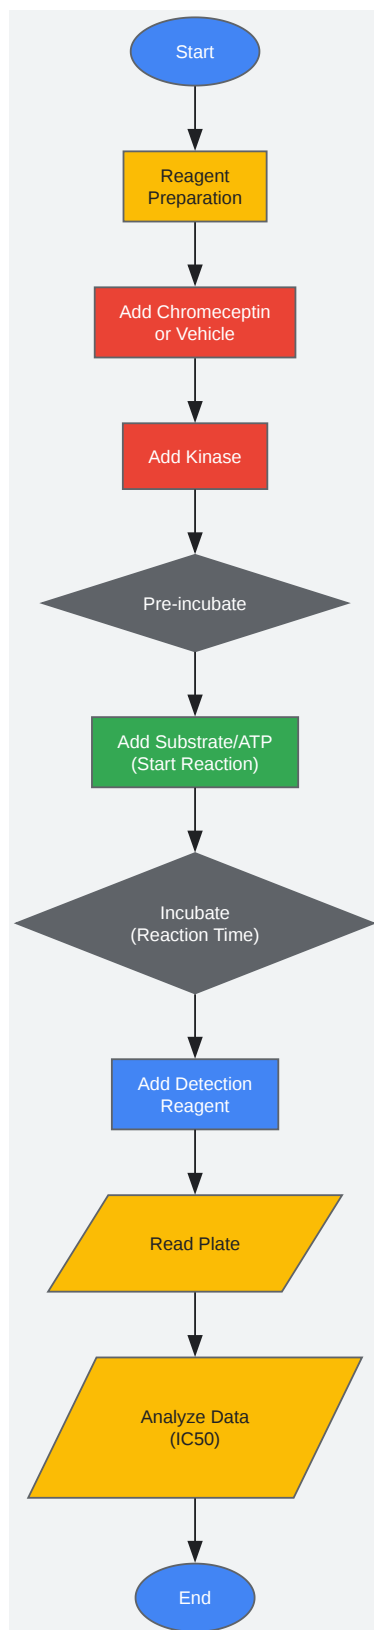 Start
Reagent
Preparation
Add Chromeceptin
or Vehicle
Add Kinase
Pre-incubate
Add Substrate/ATP
(Start Reaction)
Incubate
(Reaction Time)
Add Detection
Reagent
Read Plate
Analyze Data
(IC50)
End